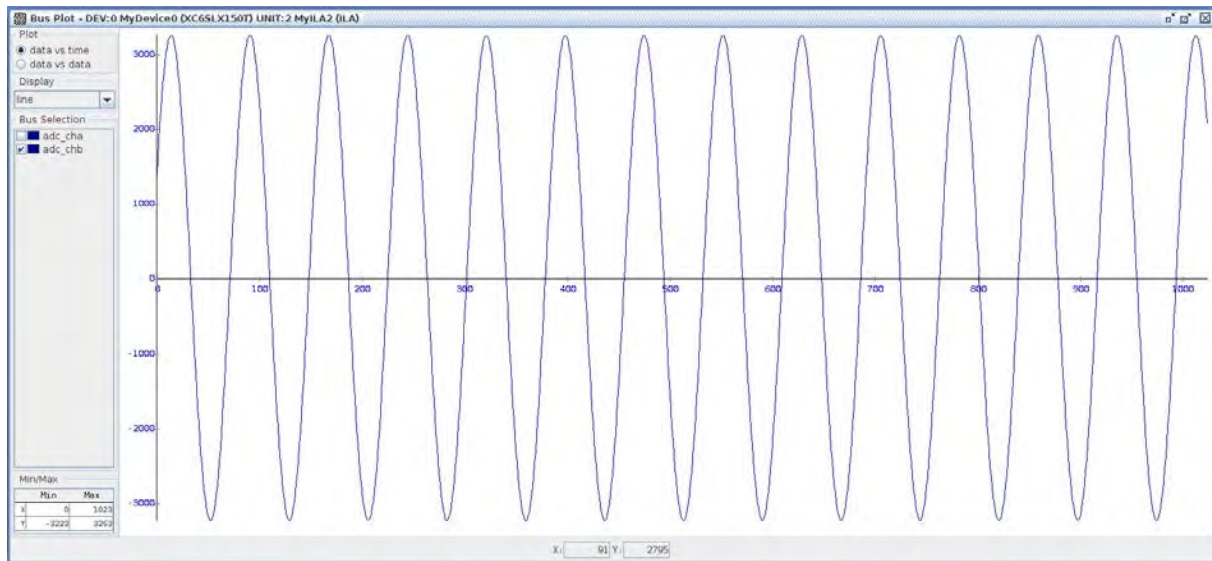 Bus Plot - DEV:0 MyDevice0 (XC6SLX150T) UNIT:2 MyILA2 (ILA)
Plot
data vs time
data vs data
Display
line
Bus Selection
adc_cha
adc_chb
3000
2000
1000
0
-1000
-2000
-3000
0 100 200 300 400 500 600 700 800 900 1000
Min/Max
Min Max
X 0 1023
Y
X: 91 Y: 2795